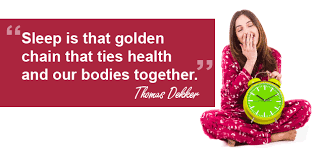 "Sleep is that golden
chain that ties health
and our bodies together."
Thomas Dekker